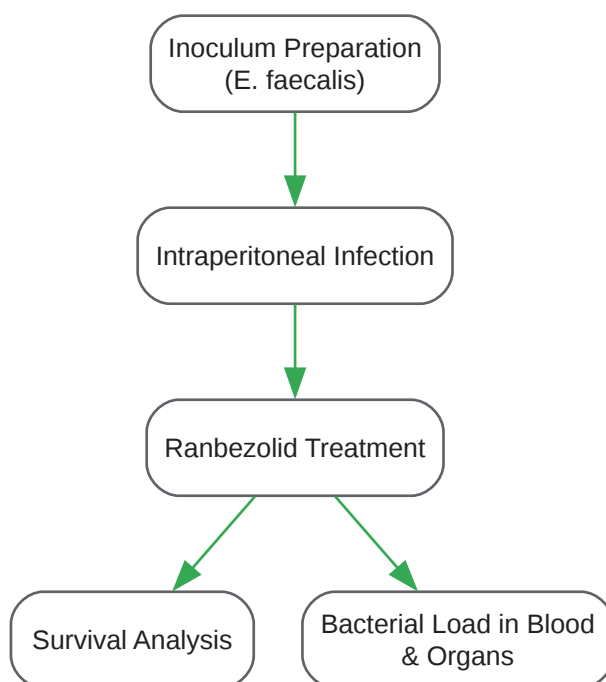 Inoculum Preparation
(E. faecalis)
Intraperitoneal Infection
Ranbezolid Treatment
Survival Analysis
Bacterial Load in Blood
& Organs